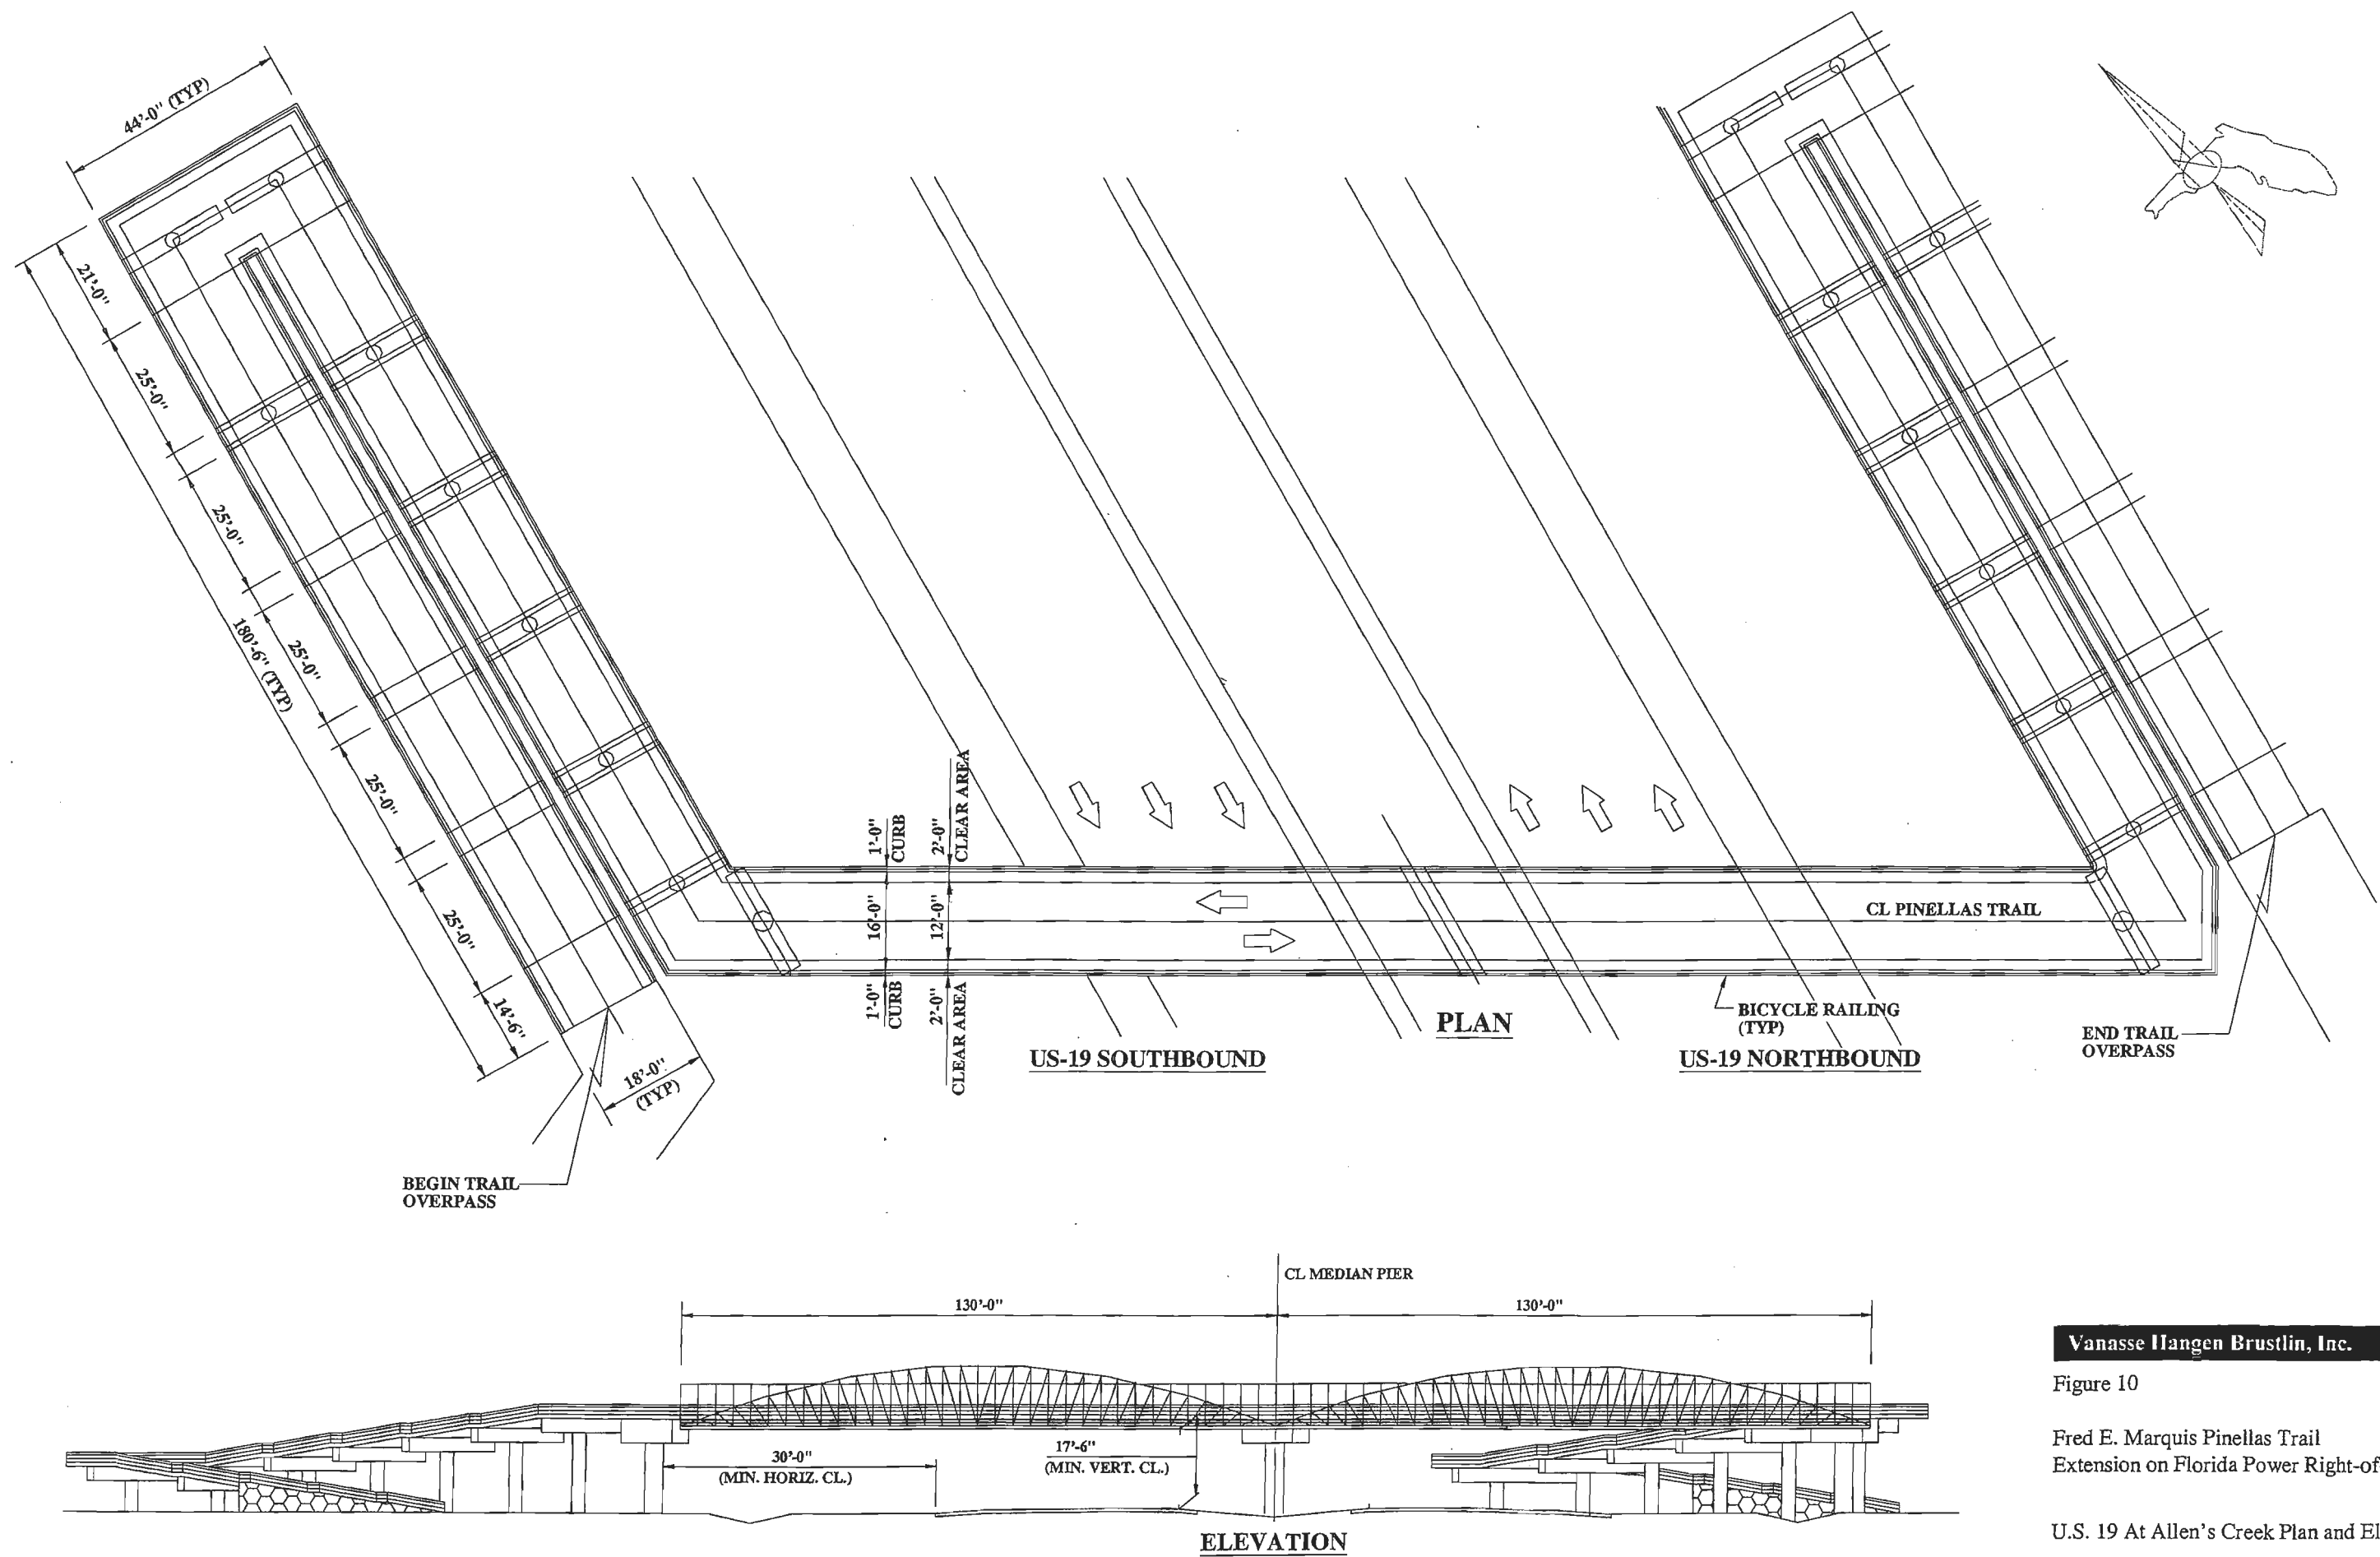 44'-0" (TYP)
21'-0"
25'-0"
25'-0"
180'-6" (TYP)
25'-0"
25'-0"
25'-0"
14'-6"
18'-0"
(TYP)
1'-0"
CURB
2'-0"
CLEAR AREA
16'-0"
12'-0"
1'-0"
CURB
2'-0"
CLEAR AREA
CL PINELLAS TRAIL
BICYCLE RAILING
(TYP)
PLAN
US-19 SOUTHBOUND
US-19 NORTHBOUND
END TRAIL
OVERPASS
BEGIN TRAIL
OVERPASS
CL MEDIAN PIER
130'-0"
130'-0"
30'-0"
(MIN. HORIZ. CL.)
17'-6"
(MIN. VERT. CL.)
ELEVATION
Vanasse Hangen Brustlin, Inc.
Figure 10
Fred E. Marquis Pinellas Trail
Extension on Florida Power Right-of
U.S. 19 At Allen's Creek Plan and El